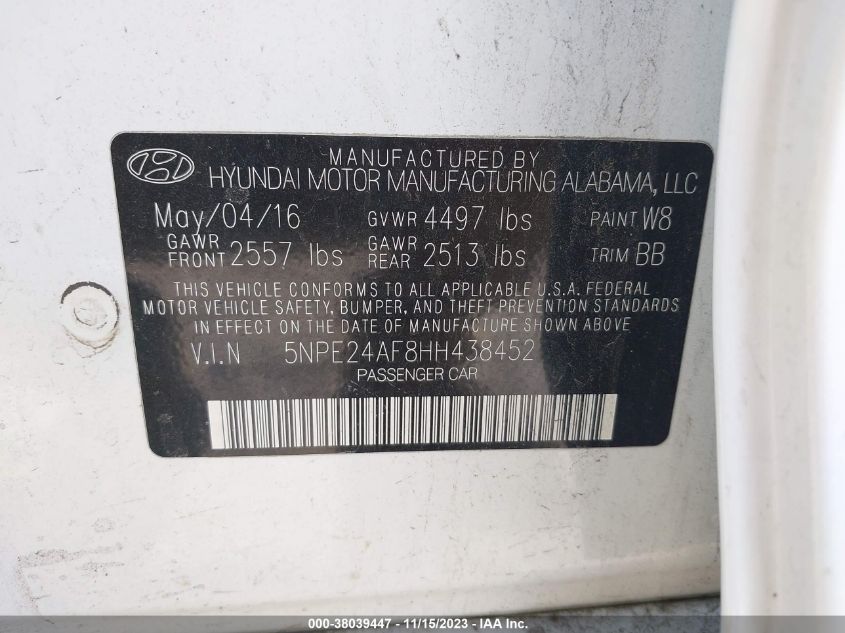 MANUFACTURED BY
HYUNDAI MOTOR MANUFACTURING ALABAMA, LLC
May/04/16 GVWR 4497 lbs PAINT W8
GAWR FRONT 2557 lbs GAWR REAR 2513 lbs TRIM BB
THIS VEHICLE CONFORMS TO ALL APPLICABLE U.S.A. FEDERAL
MOTOR VEHICLE SAFETY, BUMPER, AND THEFT PREVENTION STANDARDS
IN EFFECT ON THE DATE OF MANUFACTURE SHOWN ABOVE
V.I.N 5NPE24AF8HH438452
PASSENGER CAR
000-38039447 - 11/15/2023 - IAA Inc.